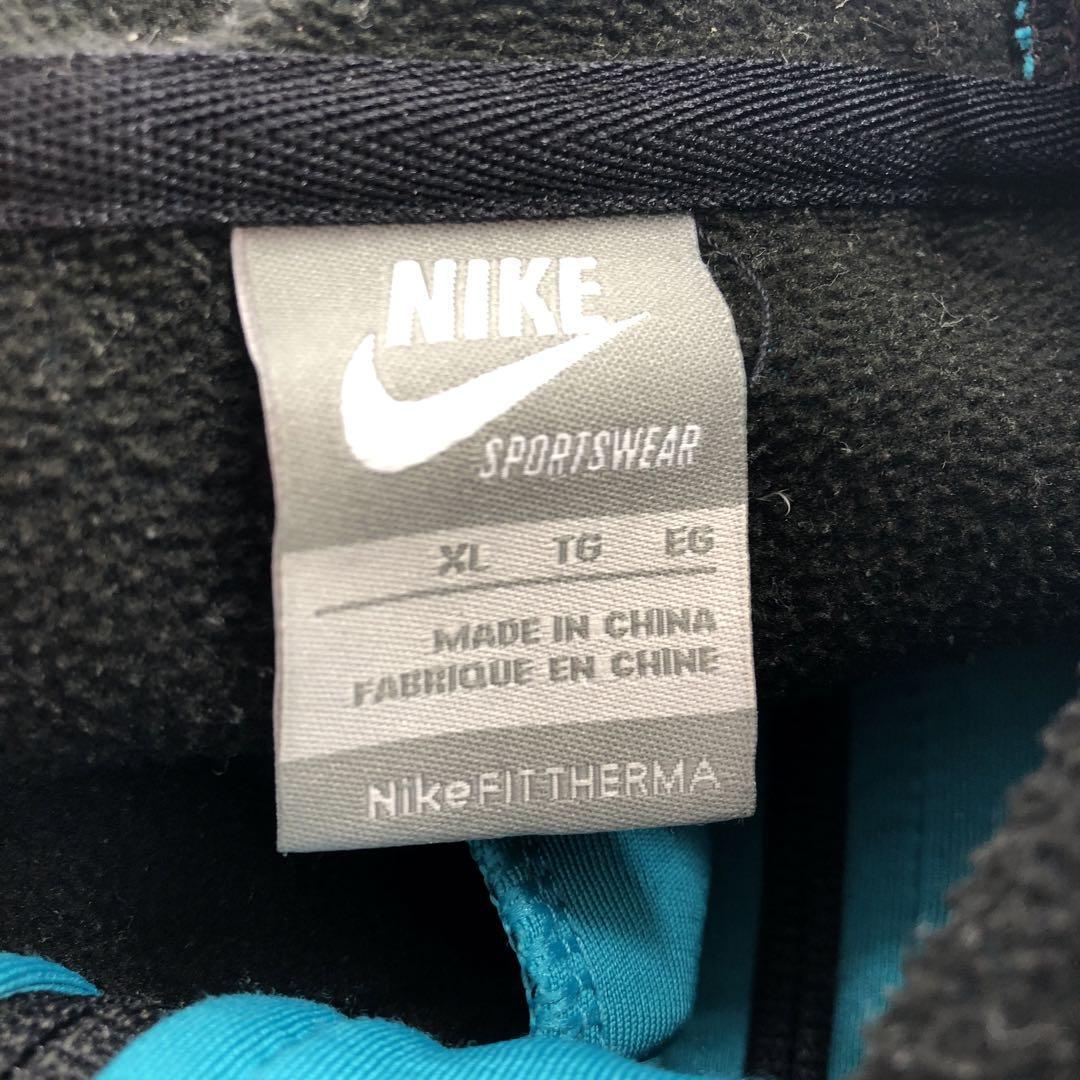 NIKE
SPORTSWEAR
XL TG EG
MADE IN CHINA
FABRIQUE EN CHINE
NikeFITTHERMA